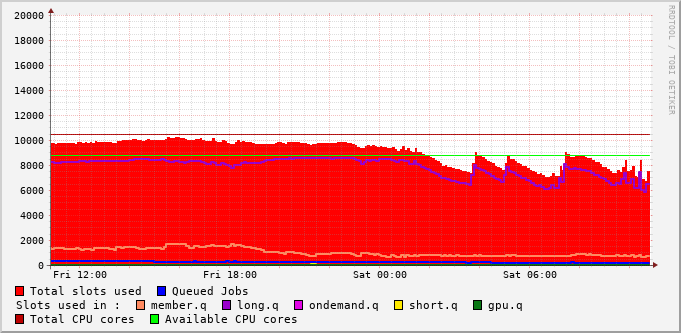 RRDTOOL / TOBI OETIKER
20000
18000
16000
14000
12000
10000
8000
6000
4000
2000
0
Fri 12:00 Fri 18:00 Sat 00:00 Sat 06:00
Total slots used Queued Jobs
Slots used in : member.q long.q ondemand.q short.q gpu.q
Total CPU cores Available CPU cores